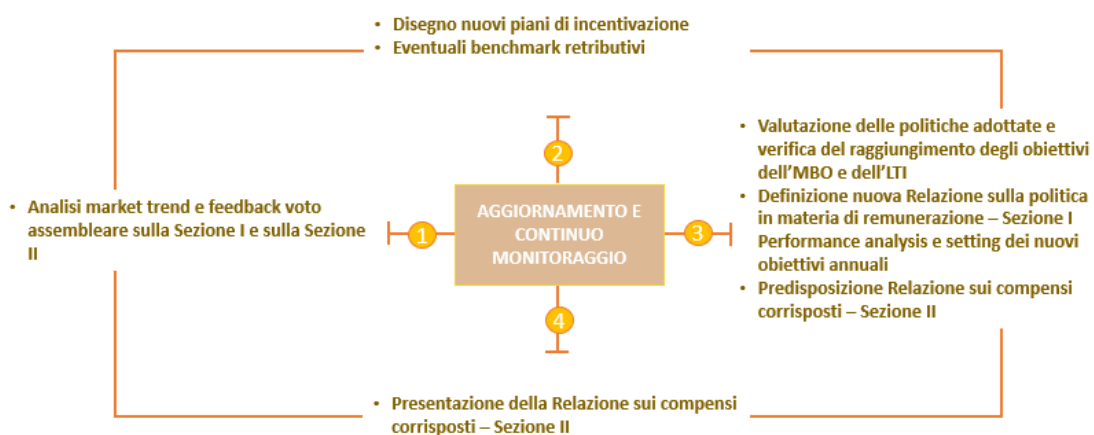 • Disegno nuovi piani di incentivazione
• Eventuali benchmark retributivi
• Analisi market trend e feedback voto
assembleare sulla Sezione I e sulla Sezione
II
1
2
AGGIORNAMENTO E
CONTINUO
MONITORAGGIO
3
4
• Valutazione delle politiche adottate e
verifica del raggiungimento degli obiettivi
dell’MBO e dell’LTI
• Definizione nuova Relazione sulla politica
in materia di remunerazione – Sezione I
Performance analysis e setting dei nuovi
obiettivi annuali
• Predisposizione Relazione sui compensi
corrisposti – Sezione II
• Presentazione della Relazione sui compensi
corrisposti – Sezione II